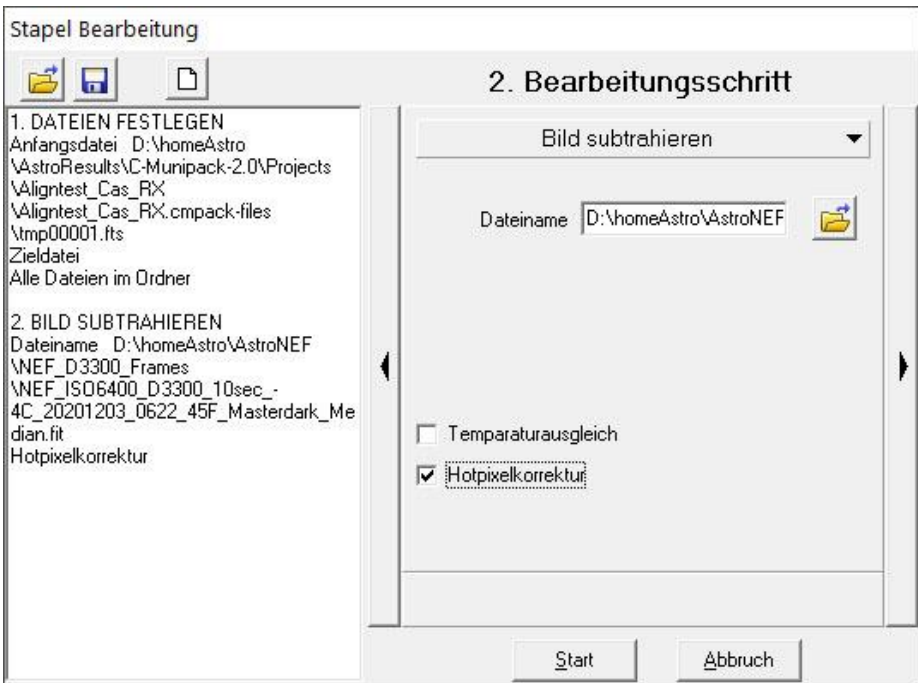 Stapel Bearbeitung
2. Bearbeitungsschritt
1. DATEIEN FESTLEGEN
Anfangsdatei D:\homeAstro
\AstroResults\C-Munipack-2.0\Projects
\Aligntest_Cas_RX
\Aligntest_Cas_RX.cmpack-files
\tmp00001.fts
Zieldatei
Alle Dateien im Ordner
2. BILD SUBTRAHIEREN
Dateiname D:\homeAstro\AstroNEF
\NEF_D3300_Frames
\NEF_ISO6400_D3300_10sec_-
4C_20201203_0622_45F_Masterdark_Me
dian.fit
Hotpixelkorrektur
Bild subtrahieren
Dateiname D:\homeAstro\AstroNEF
Temparaturausgleich
Hotpixelkorrektur
Start Abbruch